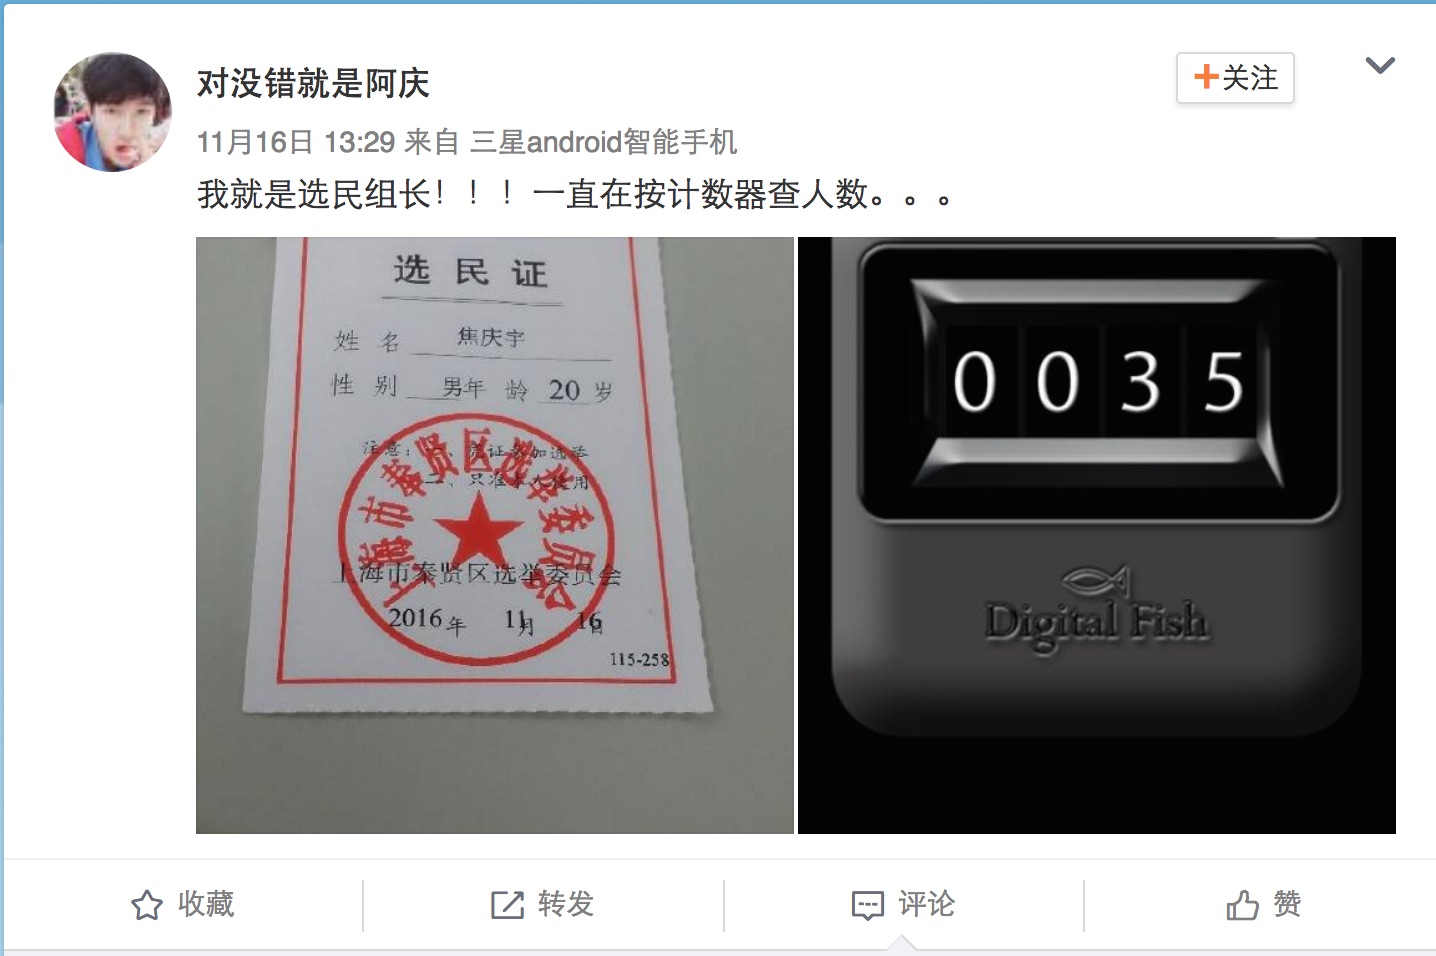 对没错就是阿庆
+关注
11月16日 13:29 来自 三星android智能手机
我就是选民组长！！！一直在按计数器查人数。。。
选民证
姓 名 焦庆宇
性 别 男 年 龄 20 岁
注意：一、凭证参加选举
二、只准本人使用
上海市奉贤区选举委员会
上海市奉贤区选举委员会
2016年 11月 16日
115-258
0035
Digital Fish
收藏
转发
评论
赞